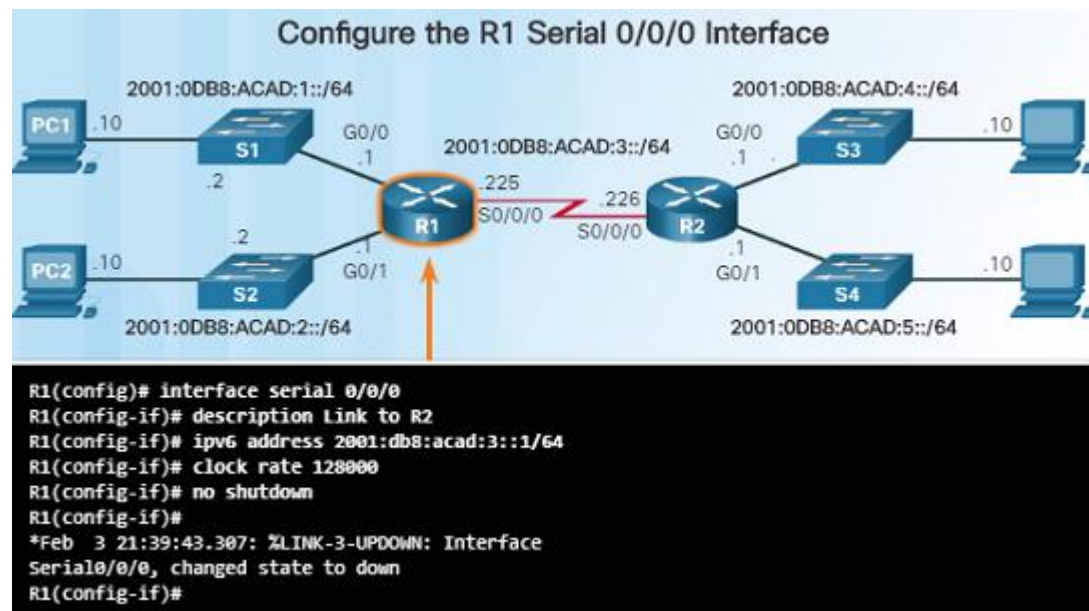 Configure the R1 Serial 0/0/0 Interface
2001:0DB8:ACAD:1::/64
2001:0DB8:ACAD:4::/64
PC1
.10
S1
G0/0
.1
2001:0DB8:ACAD:3::/64
G0/0
.1
S3
.10
.2
.225
S0/0/0
R1
.226
S0/0/0
R2
.2
PC2
.10
S2
.1
G0/1
.1
G0/1
S4
.10
2001:0DB8:ACAD:2::/64
2001:0DB8:ACAD:5::/64
R1(config)# interface serial 0/0/0
R1(config-if)# description Link to R2
R1(config-if)# ipv6 address 2001:db8:acad:3::1/64
R1(config-if)# clock rate 128000
R1(config-if)# no shutdown
R1(config-if)#
*Feb  3 21:39:43.307: %LINK-3-UPDOWN: Interface
Serial0/0/0, changed state to down
R1(config-if)#